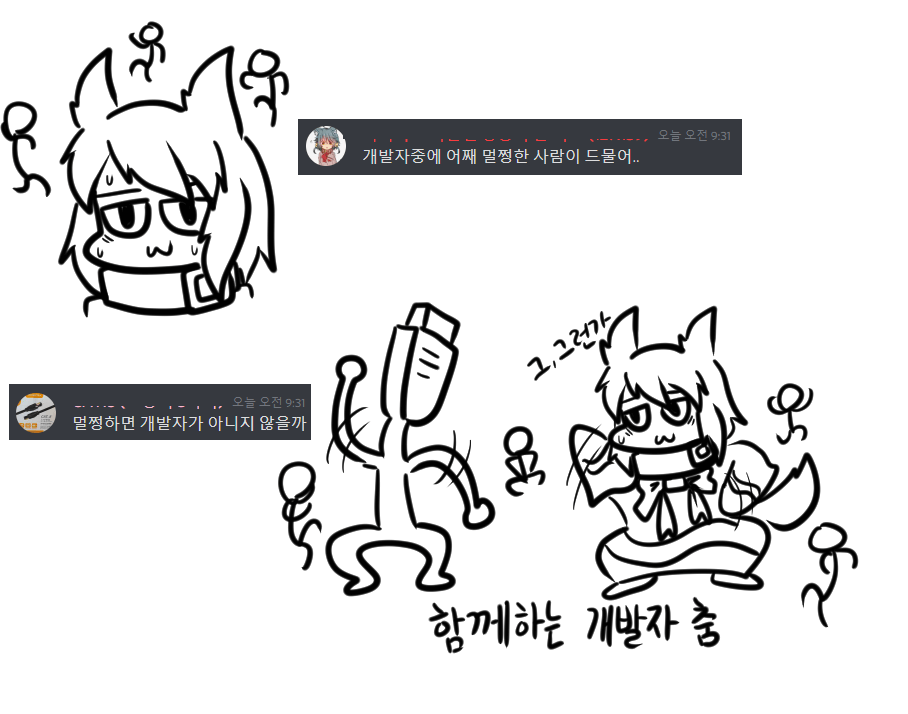 오늘 오전 9:31
개발자중에 어째 멀쩡한 사람이 드물어..
그,그런가
오늘 오전 9:31
멀쩡하면 개발자가 아니지 않을까
함께하는 개발자 춤